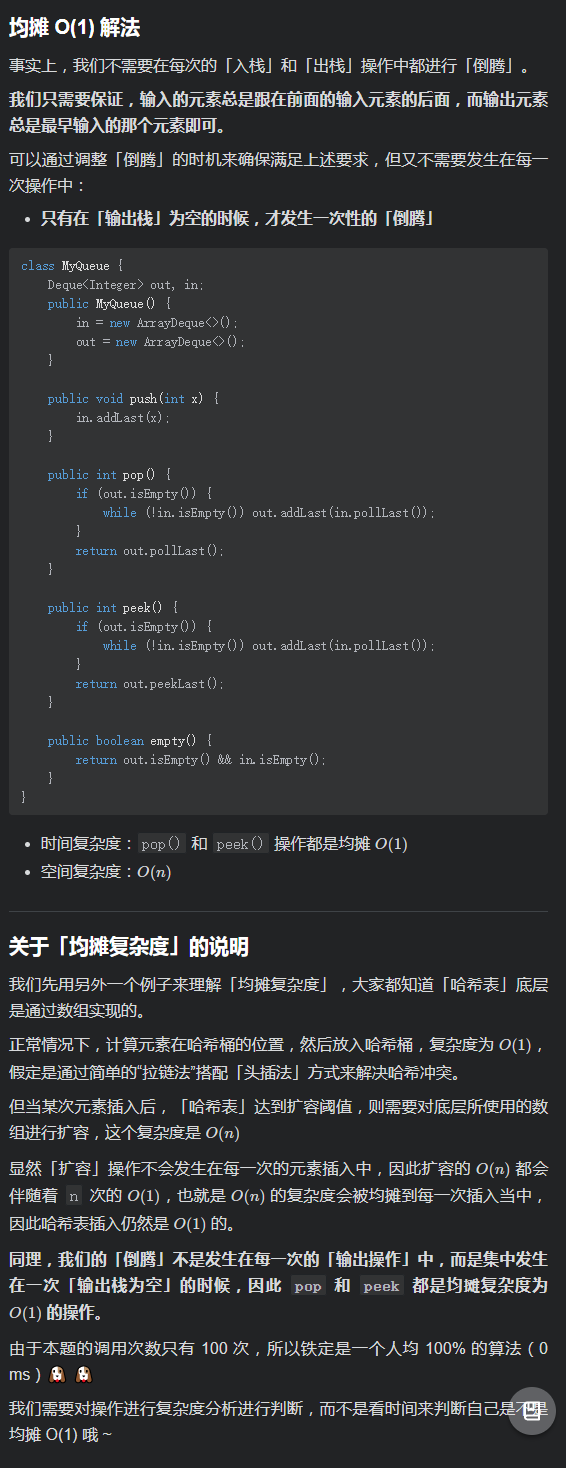 均摊 O(1) 解法
事实上，我们不需要在每次的「入栈」和「出栈」操作中都进行「倒腾」。
我们只需要保证，输入的元素总是跟在前面的输入元素的后面，而输出元素
总是最早输入的那个元素即可。
可以通过调整「倒腾」的时机来确保满足上述要求，但又不需要发生在每一
次操作中：
• 只有在「输出栈」为空的时候，才发生一次性的「倒腾」
class MyQueue {
    Deque<Integer> out, in;
    public MyQueue() {
        in = new ArrayDeque<>();
        out = new ArrayDeque<>();
    }
    public void push(int x) {
        in.addLast(x);
    }
    public int pop() {
        if (out.isEmpty()) {
            while (!in.isEmpty()) out.addLast(in.pollLast());
        }
        return out.pollLast();
    }
    public int peek() {
        if (out.isEmpty()) {
            while (!in.isEmpty()) out.addLast(in.pollLast());
        }
        return out.peekLast();
    }
    public boolean empty() {
        return out.isEmpty() && in.isEmpty();
    }
}
• 时间复杂度：pop() 和 peek() 操作都是均摊 O(1)
• 空间复杂度：O(n)
关于「均摊复杂度」的说明
我们先用另外一个例子来理解「均摊复杂度」，大家都知道「哈希表」底层
是通过数组实现的。
正常情况下，计算元素在哈希桶的位置，然后放入哈希桶，复杂度为 O(1)，
假定是通过简单的“拉链法”搭配「头插法」方式来解决哈希冲突。
但当某次元素插入后，「哈希表」达到扩容阈值，则需要对底层所使用的数
组进行扩容，这个复杂度是 O(n)
显然「扩容」操作不会发生在每一次的元素插入中，因此扩容的 O(n) 都会
伴随着 n 次的 O(1)，也就是 O(n) 的复杂度会被均摊到每一次插入当中，
因此哈希表插入仍然是 O(1) 的。
同理，我们的「倒腾」不是发生在每一次的「输出操作」中，而是集中发生
在一次「输出栈为空」的时候，因此 pop 和 peek 都是均摊复杂度为
O(1) 的操作。
由于本题的调用次数只有 100 次，所以铁定是一个人均 100% 的算法（0
ms）🐶 🐶
我们需要对操作进行复杂度分析进行判断，而不是看时间来判断自己是不是
均摊 O(1) 哦 ~